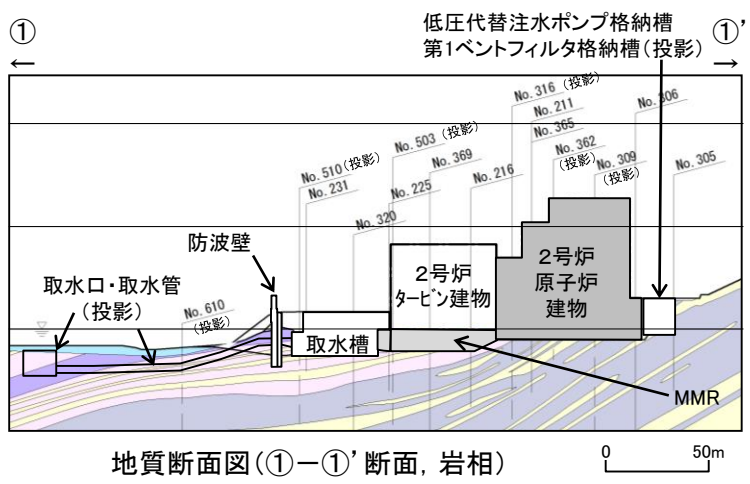 ①
低圧代替注水ポンプ格納槽
第1ベントフィルタ格納槽(投影)
①’
←
→
No. 316 (投影)
No. 211
No. 306
No. 365
No. 503 (投影)
No. 362
(投影)
No. 369
No. 309
(投影)
No. 305
No. 510 (投影)
No. 231
No. 225
No. 216
No. 320
防波壁
取水口・取水管
(投影)
No. 610
(投影)
2号炉
タービン建物
2号炉
原子炉
建物
取水槽
MMR
地質断面図(①-①’断面, 岩相)
0
50m